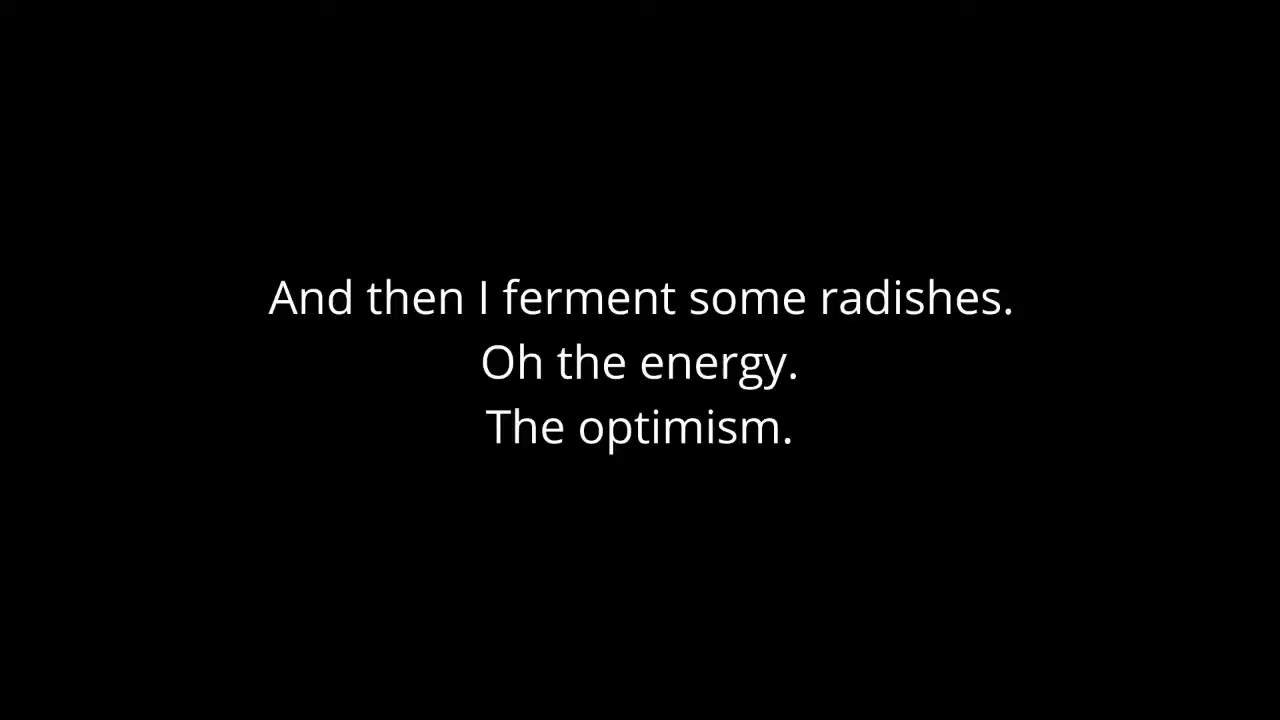 And then I ferment some radishes.
Oh the energy.
The optimism.